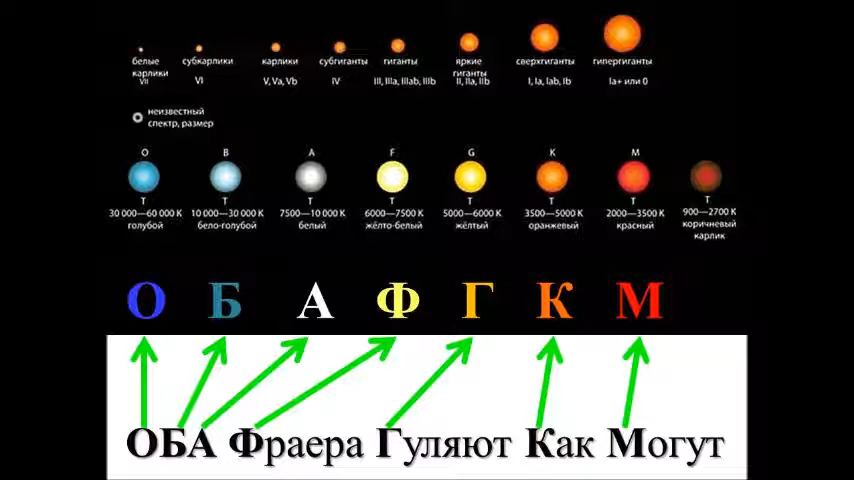 белые карлики субкарлики карлики субгиганты гиганты яркие гиганты сверхгиганты гипергиганты
VII VI V, Va, Vb IV III, IIIa, IIIab, IIIb II, IIa, IIb I, Ia, Iab, Ib Ia+ или 0
неизвестный
спектр, размер
O B A F G K M
T T T T T T T T
30 000—60 000 K 10 000—30 000 K 7500—10 000 K 6000—7500 K 5000—6000 K 3500—5000 K 2000—3500 K 900—2700 K
голубой бело-голубой белый жёлто-белый жёлтый оранжевый красный коричневый карлик
О Б А Ф Г К М
ОБА Фраера Гуляют Как Могут